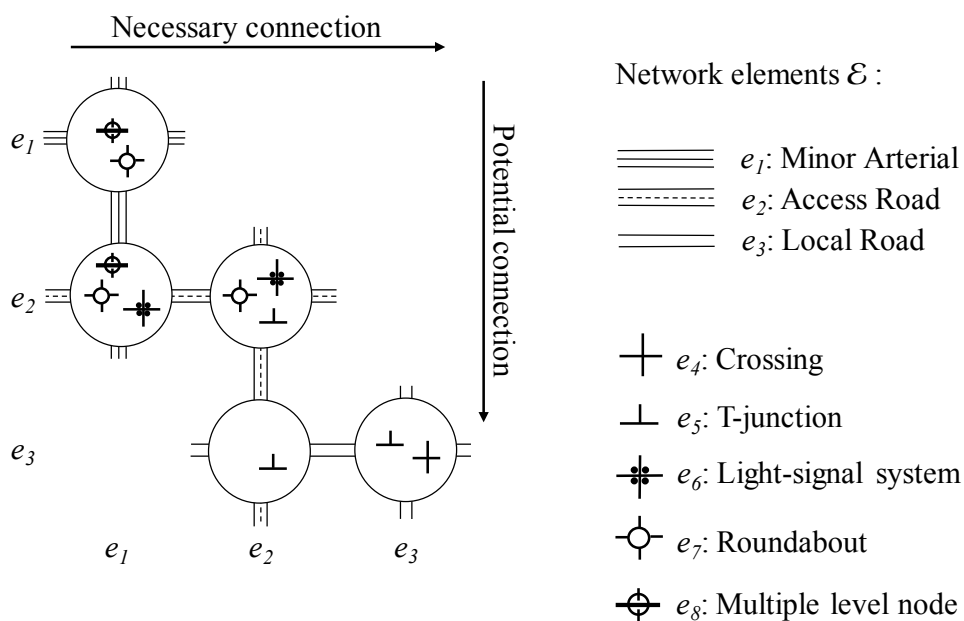 Necessary connection
Potential connection
e1
e2
e3
e1
e2
e3
Network elements ℰ :
e1: Minor Arterial
e2: Access Road
e3: Local Road
e4: Crossing
e5: T-junction
e6: Light-signal system
e7: Roundabout
e8: Multiple level node